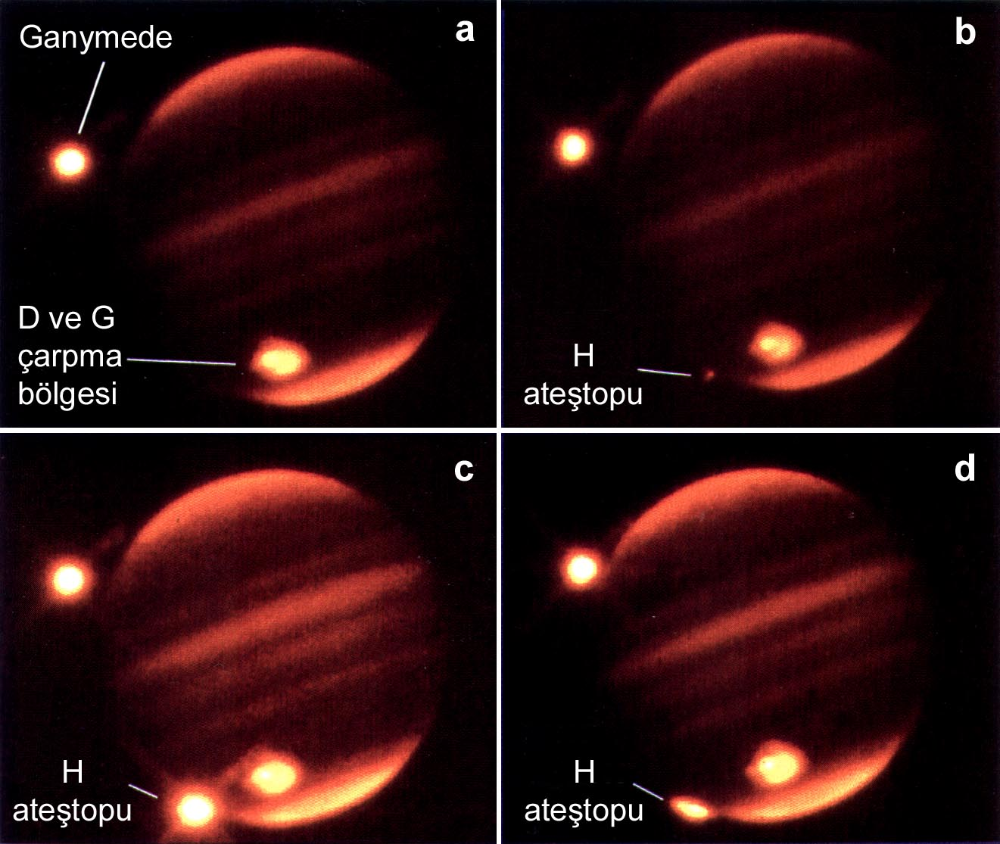 Ganymede
a
D ve G
çarpma
bölgesi
b
H
ateştopu
c
H
ateştopu
d
H
ateştopu